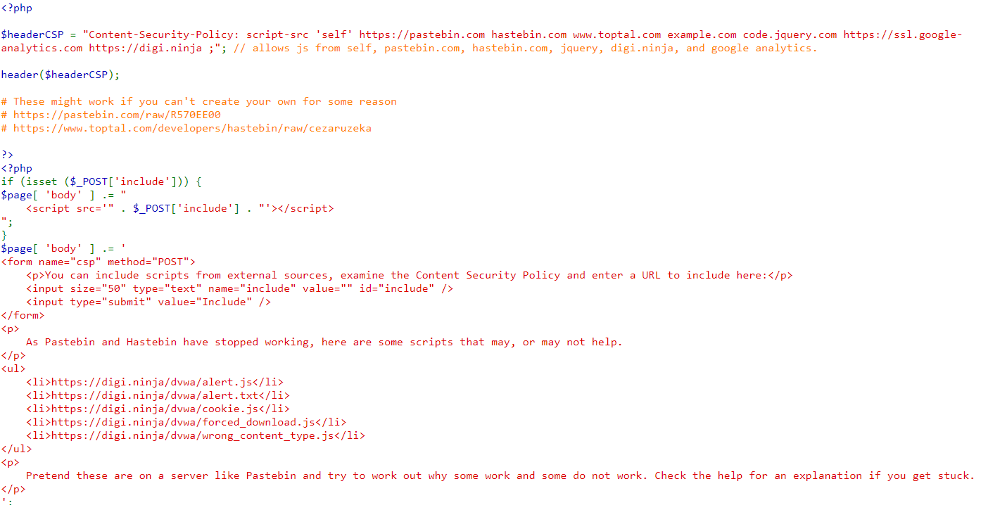 <?php

$headerCSP = "Content-Security-Policy: script-src 'self' https://pastebin.com hastebin.com www.toptal.com example.com code.jquery.com https://ssl.google-
analytics.com https://digi.ninja ;"; // allows js from self, pastebin.com, hastebin.com, jquery, digi.ninja, and google analytics.

header($headerCSP);

# These might work if you can't create your own for some reason
# https://pastebin.com/raw/R570EE00
# https://www.toptal.com/developers/hastebin/raw/cezaruzeka

?>
<?php
if (isset ($_POST['include'])) {
$page[ 'body' ] .= "
    <script src='" . $_POST['include'] . "'></script>
";
}
$page[ 'body' ] .= '
<form name="csp" method="POST">
    <p>You can include scripts from external sources, examine the Content Security Policy and enter a URL to include here:</p>
    <input size="50" type="text" name="include" value="" id="include" />
    <input type="submit" value="Include" />
</form>
<p>
    As Pastebin and Hastebin have stopped working, here are some scripts that may, or may not help.
</p>
<ul>
    <li>https://digi.ninja/dvwa/alert.js</li>
    <li>https://digi.ninja/dvwa/alert.txt</li>
    <li>https://digi.ninja/dvwa/cookie.js</li>
    <li>https://digi.ninja/dvwa/forced_download.js</li>
    <li>https://digi.ninja/dvwa/wrong_content_type.js</li>
</ul>
<p>
    Pretend these are on a server like Pastebin and try to work out why some work and some do not work. Check the help for an explanation if you get stuck.
</p>
';